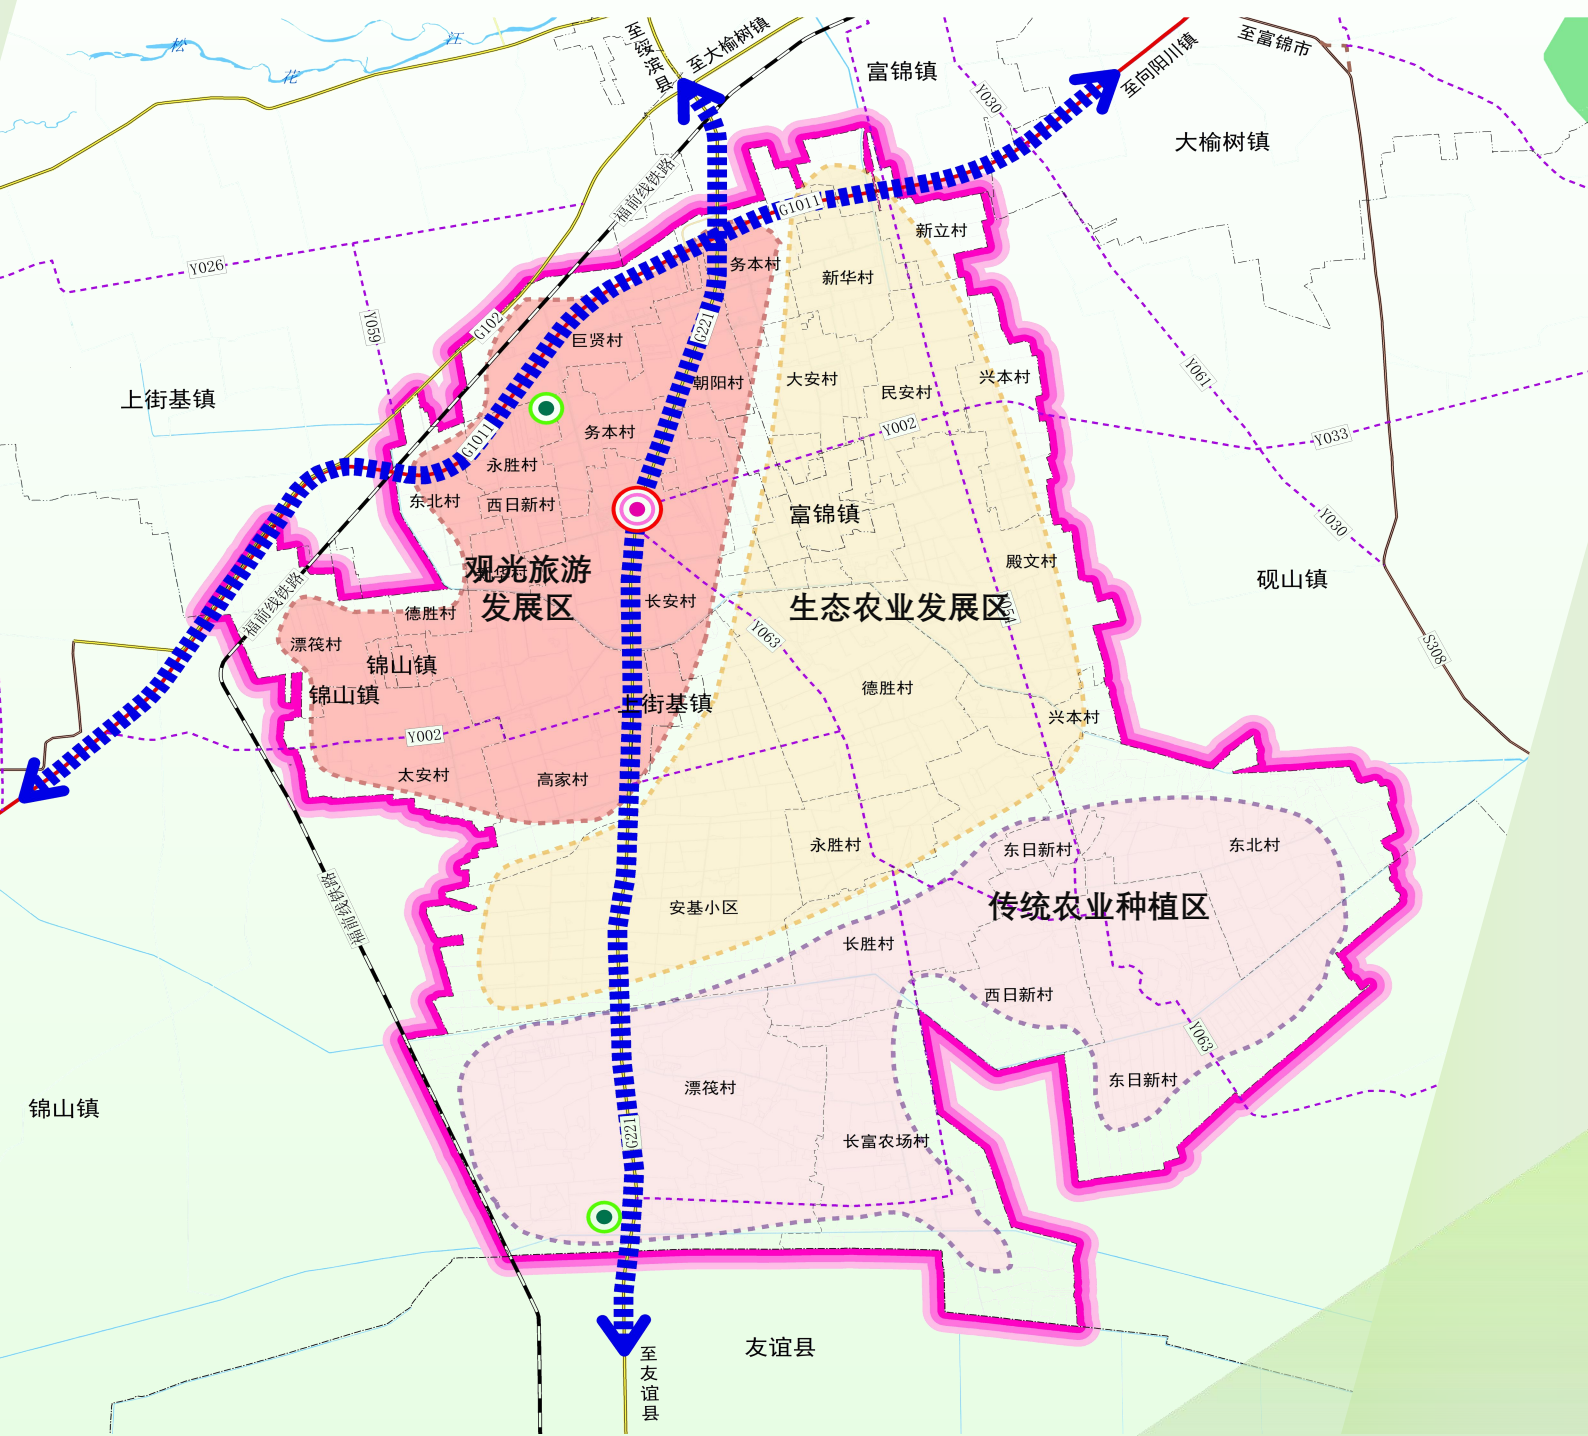 松
花
江
至绥滨县
至大榆树镇
富锦镇
至向阳川镇
至富锦市
Y030
大榆树镇
福前线铁路
G1011
新立村
Y026
务本村
新华村
Y059
G102
G221
巨贤村
朝阳村
大安村
民安村
兴本村
Y061
上街基镇
务本村
Y002
Y033
G1011
永胜村
东北村
西日新村
富锦镇
Y030
观光旅游
发展区
新华村
殿文村
砚山镇
长安村
生态农业发展区
Y054
福前线铁路
德胜村
漂筏村
Y063
S308
锦山镇
锦山镇
德胜村
上街基镇
兴本村
Y002
太安村
高家村
永胜村
东日新村
东北村
福前线铁路
安基小区
传统农业种植区
长胜村
西日新村
Y063
漂筏村
东日新村
锦山镇
G221
长富农场村
友谊县
至友谊县